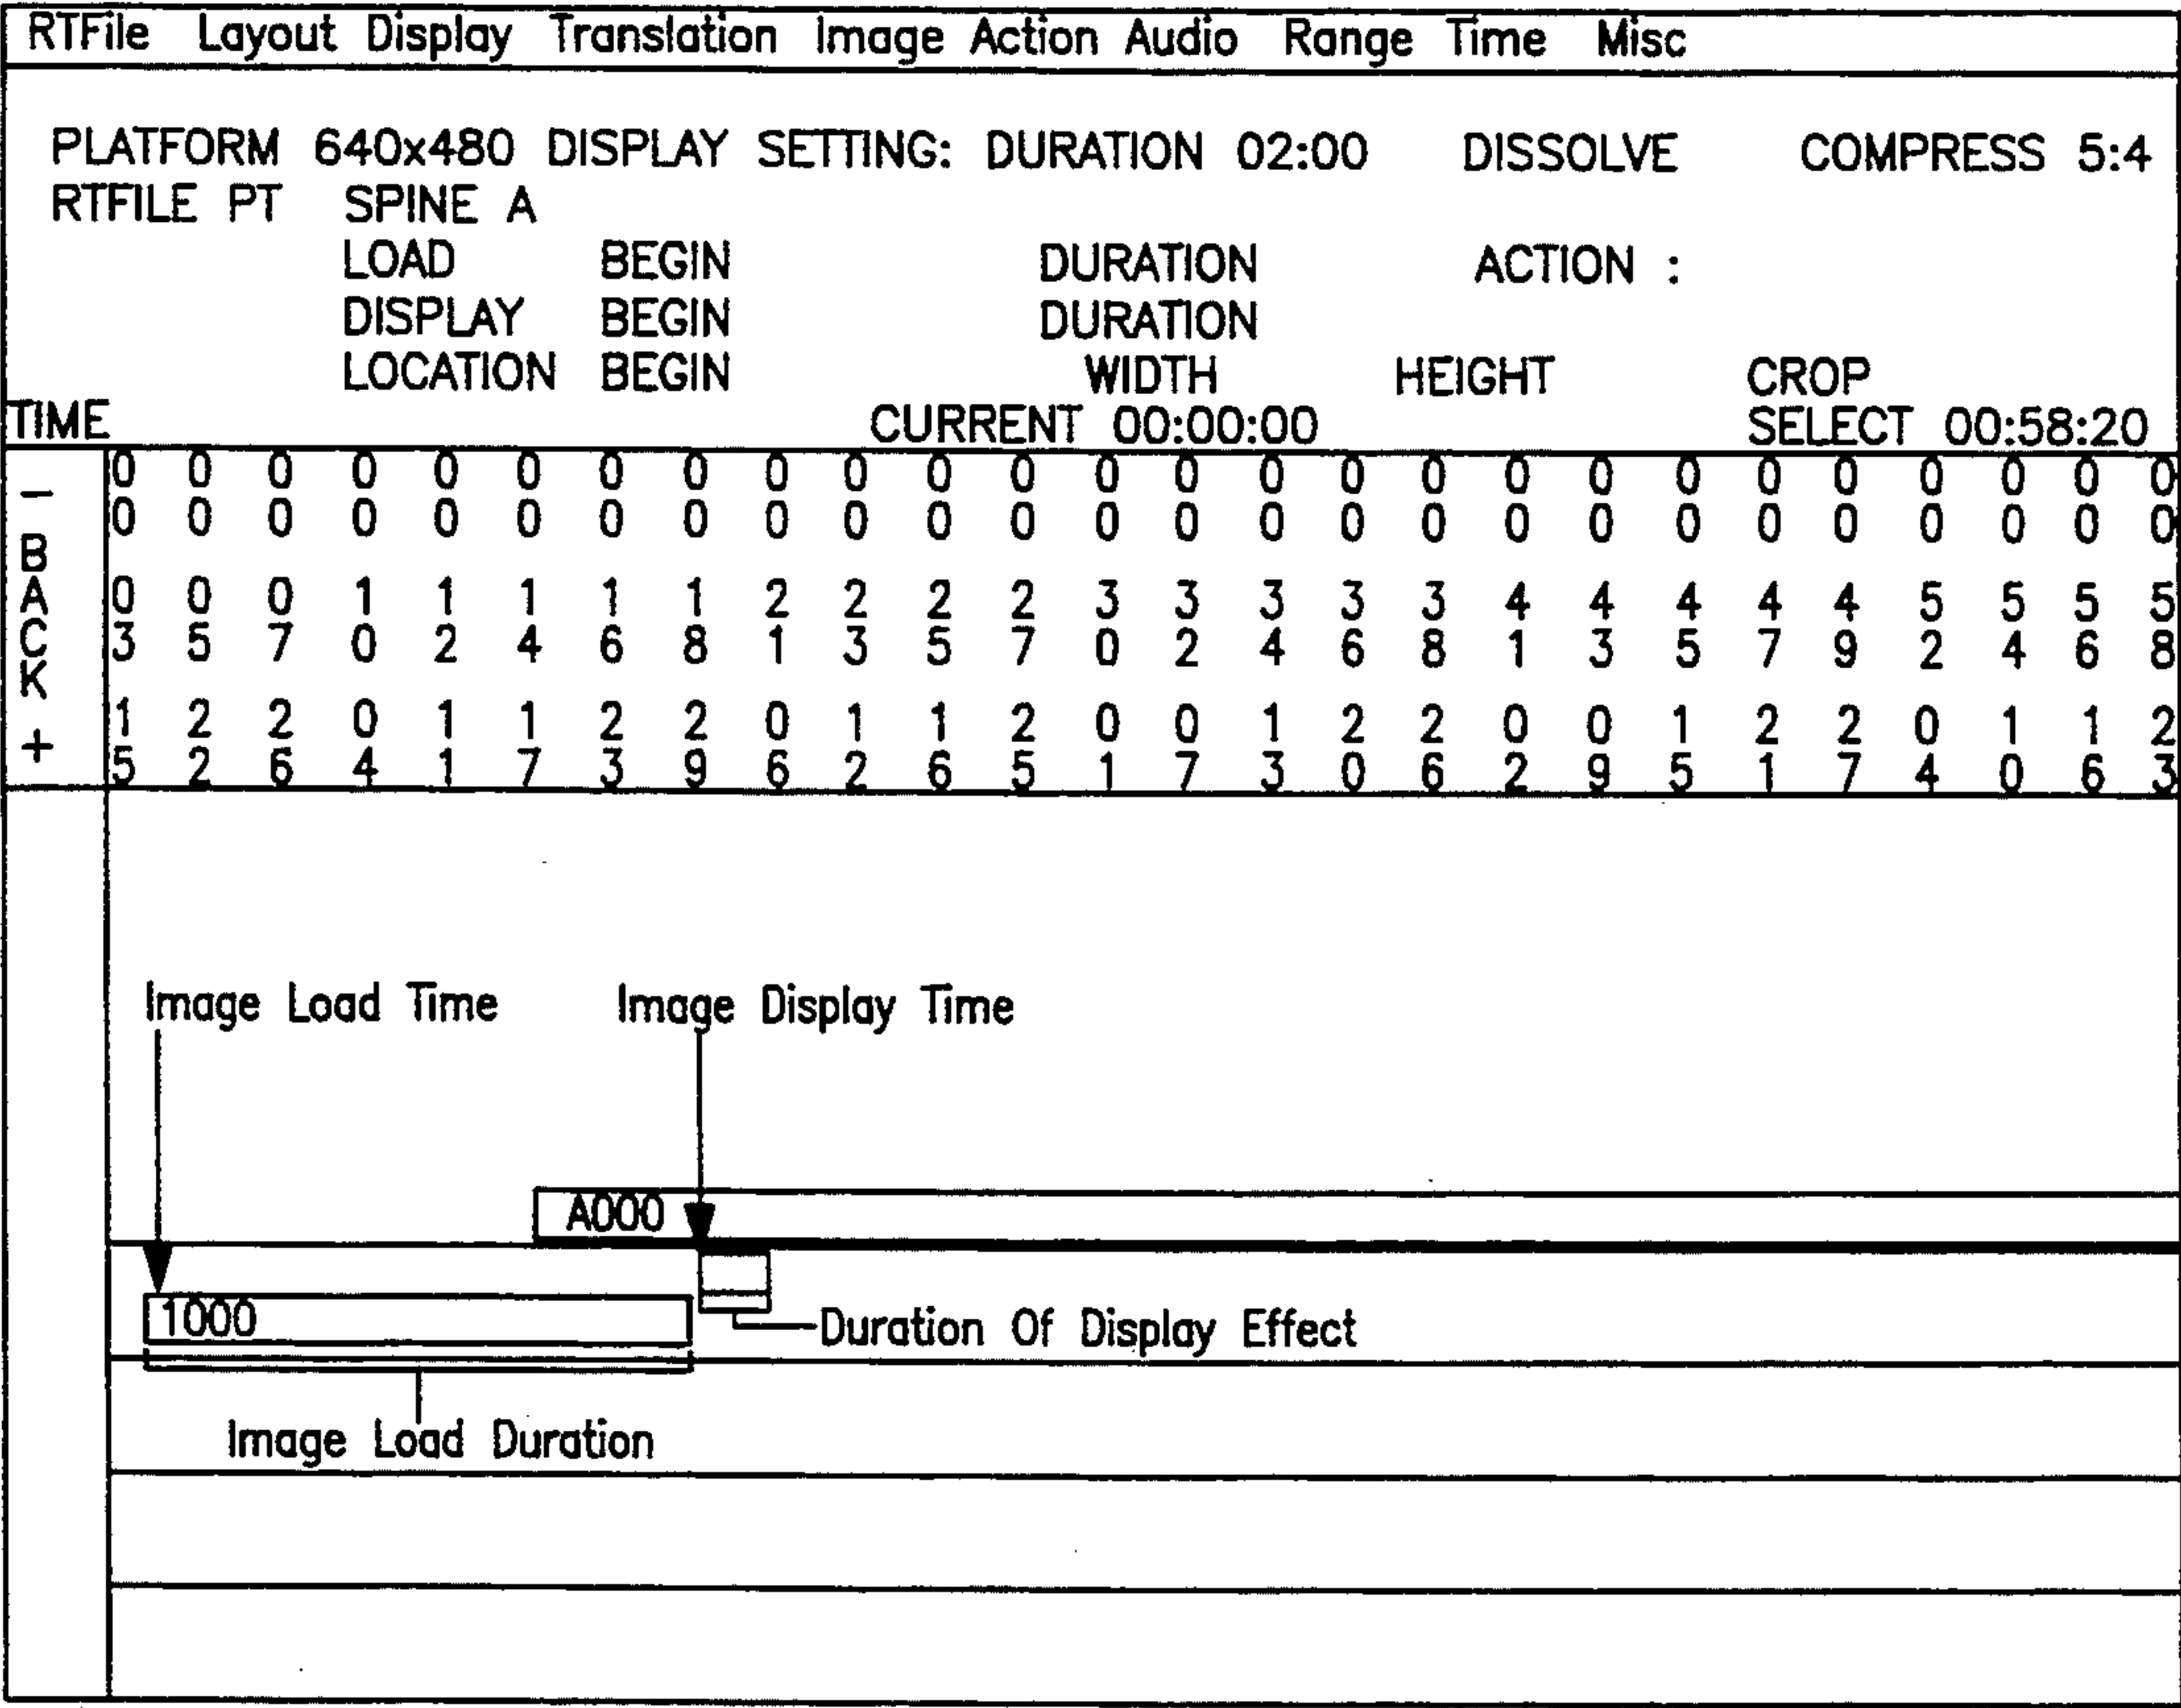 RTFile Layout Display Translation Image Action Audio Range Time Misc
PLATFORM 640x480 DISPLAY SETTING: DURATION 02:00 DISSOLVE COMPRESS 5:4
RTFILE PT SPINE A
LOAD BEGIN DURATION ACTION :
DISPLAY BEGIN DURATION
LOCATION BEGIN WIDTH HEIGHT CROP
TIME CURRENT 00:00:00 SELECT 00:58:20
– BACK +
0 0 0 0 0 0 0 0 0 0 0 0 0 0 0 0 0 0 0 0 0 0 0 0 0 0
0 0 0 0 0 0 0 0 0 0 0 0 0 0 0 0 0 0 0 0 0 0 0 0 0 0
0 0 0 1 1 1 1 1 2 2 2 2 3 3 3 3 3 4 4 4 4 4 5 5 5 5
3 5 7 0 2 4 6 8 1 3 5 7 0 2 4 6 8 1 3 5 7 9 2 4 6 8
1 2 2 0 1 1 2 2 0 1 1 2 0 0 1 2 2 0 0 1 2 2 0 1 1 2
5 2 6 4 1 7 3 9 6 2 6 5 1 7 3 0 6 2 9 5 1 7 4 0 6 3
Image Load Time Image Display Time
A000
1000
Duration Of Display Effect
Image Load Duration